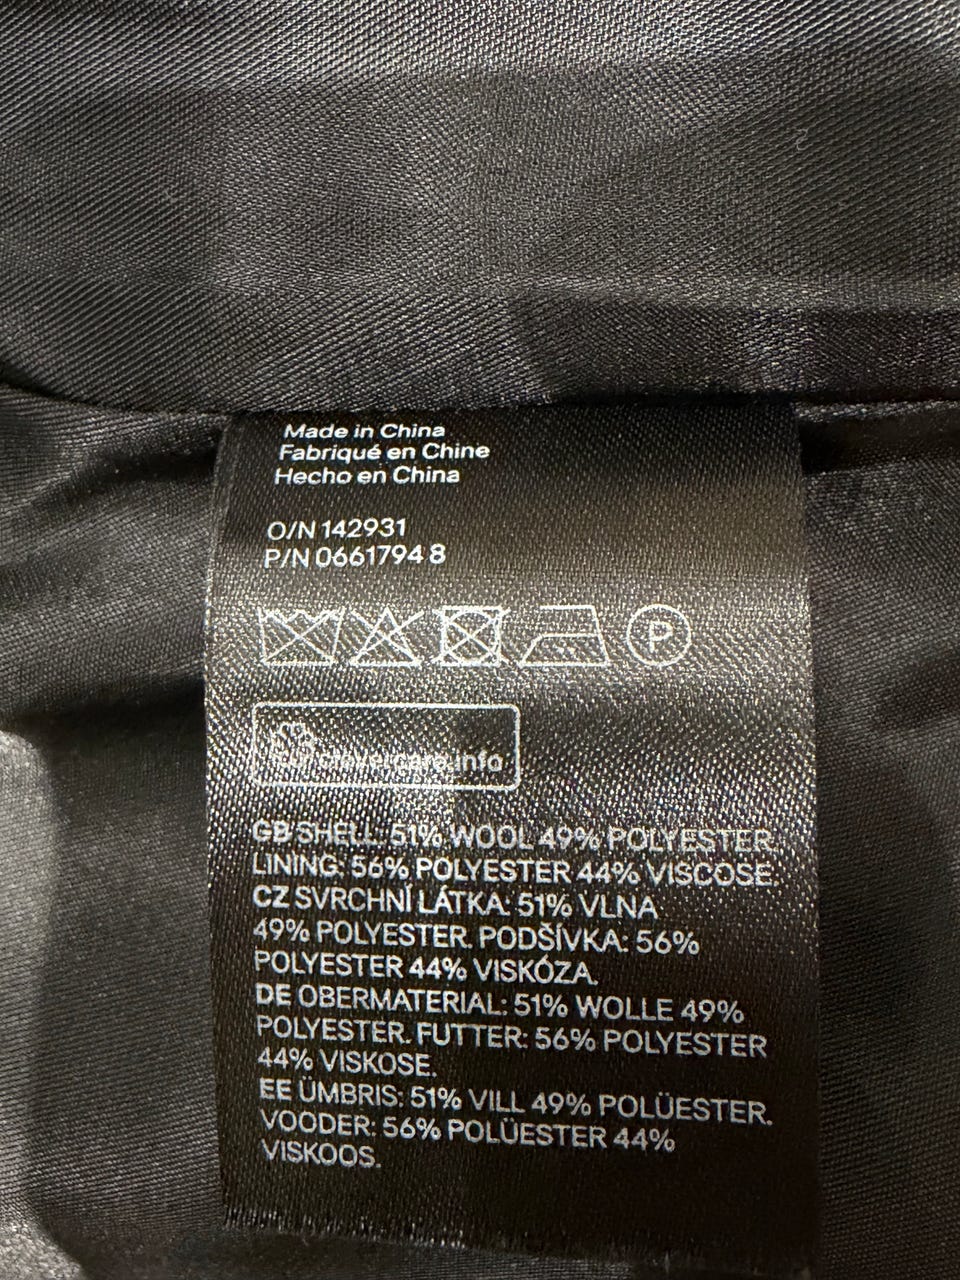 Made in China
Fabriqué en Chine
Hecho en China
O/N 142931
P/N 0661794 8
P
clevercare.info
GB SHELL: 51% WOOL 49% POLYESTER.
LINING: 56% POLYESTER 44% VISCOSE.
CZ SVRCHNÍ LÁTKA: 51% VLNA
49% POLYESTER. PODŠÍVKA: 56%
POLYESTER 44% VISKÓZA.
DE OBERMATERIAL: 51% WOLLE 49%
POLYESTER. FUTTER: 56% POLYESTER
44% VISKOSE.
EE ÜMBRIS: 51% VILL 49% POLÜESTER.
VOODER: 56% POLÜESTER 44%
VISKOOS.